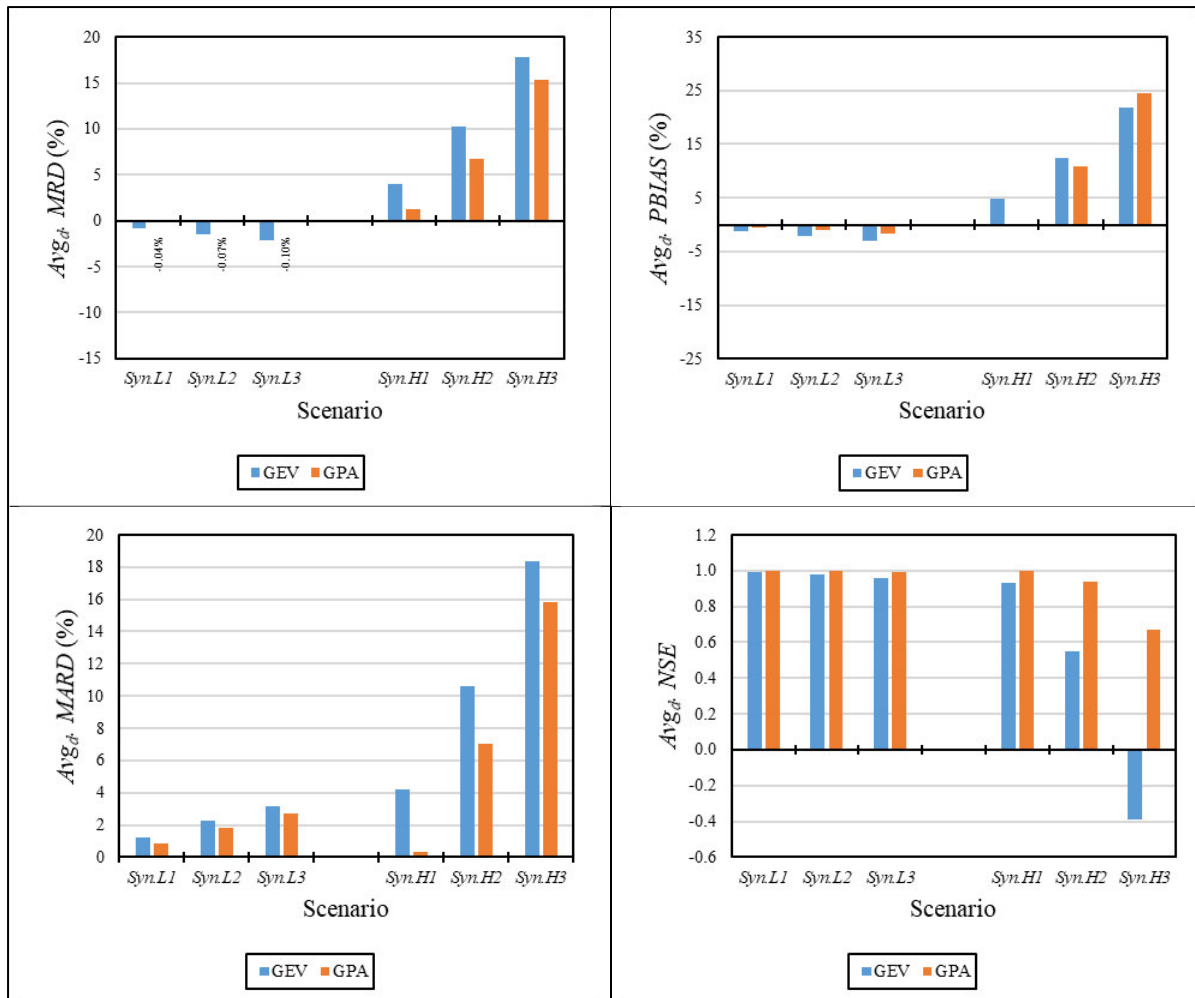 20
15
10
5
0
-5
-10
-15
Avg_d. MRD (%)
-0.04%
-0.07%
-0.10%
Syn.L1 Syn.L2 Syn.L3 Syn.H1 Syn.H2 Syn.H3
Scenario
GEV GPA
35
25
15
5
-5
-15
-25
Avg_d. PBIAS (%)
Syn.L1 Syn.L2 Syn.L3 Syn.H1 Syn.H2 Syn.H3
Scenario
GEV GPA
20
18
16
14
12
10
8
6
4
2
0
Avg_d. MARD (%)
Syn.L1 Syn.L2 Syn.L3 Syn.H1 Syn.H2 Syn.H3
Scenario
GEV GPA
1.2
1.0
0.8
0.6
0.4
0.2
0.0
-0.2
-0.4
-0.6
Avg_d. NSE
Syn.L1 Syn.L2 Syn.L3 Syn.H1 Syn.H2 Syn.H3
Scenario
GEV GPA